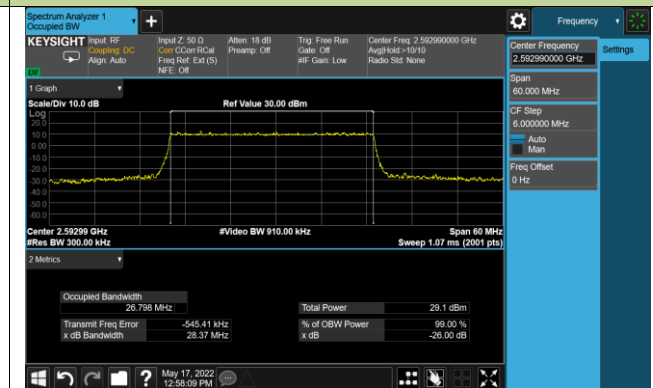 Spectrum Analyzer 1
Occupied BW
Frequency
KEYSIGHT
Input: RF
Coupling: DC
Align: Auto
Input Z: 50 Ω
Corr CCorr RCal
Freq Ref: Ext (S)
NFE: Off
Atten: 18 dB
Preamp: Off
Trig: Free Run
Gate: Off
#IF Gain: Low
Center Freq: 2.592990000 GHz
Avg|Hold:>10/10
Radio Std: None
Center Frequency
2.592990000 GHz
Settings
Span
60.000 MHz
CF Step
6.000000 MHz
Auto
Man
Freq Offset
0 Hz
1 Graph
Scale/Div 10.0 dB
Ref Value 30.00 dBm
Log
20.0
10.0
0.00
-10.0
-20.0
-30.0
-40.0
-50.0
-60.0
Center 2.59299 GHz
#Video BW 910.00 kHz
Span 60 MHz
#Res BW 300.00 kHz
Sweep 1.07 ms (2001 pts)
2 Metrics
Occupied Bandwidth
26.798 MHz
Total Power
29.1 dBm
Transmit Freq Error
-545.41 kHz
% of OBW Power
99.00 %
x dB Bandwidth
28.37 MHz
x dB
-26.00 dB
May 17, 2022
12:58:09 PM